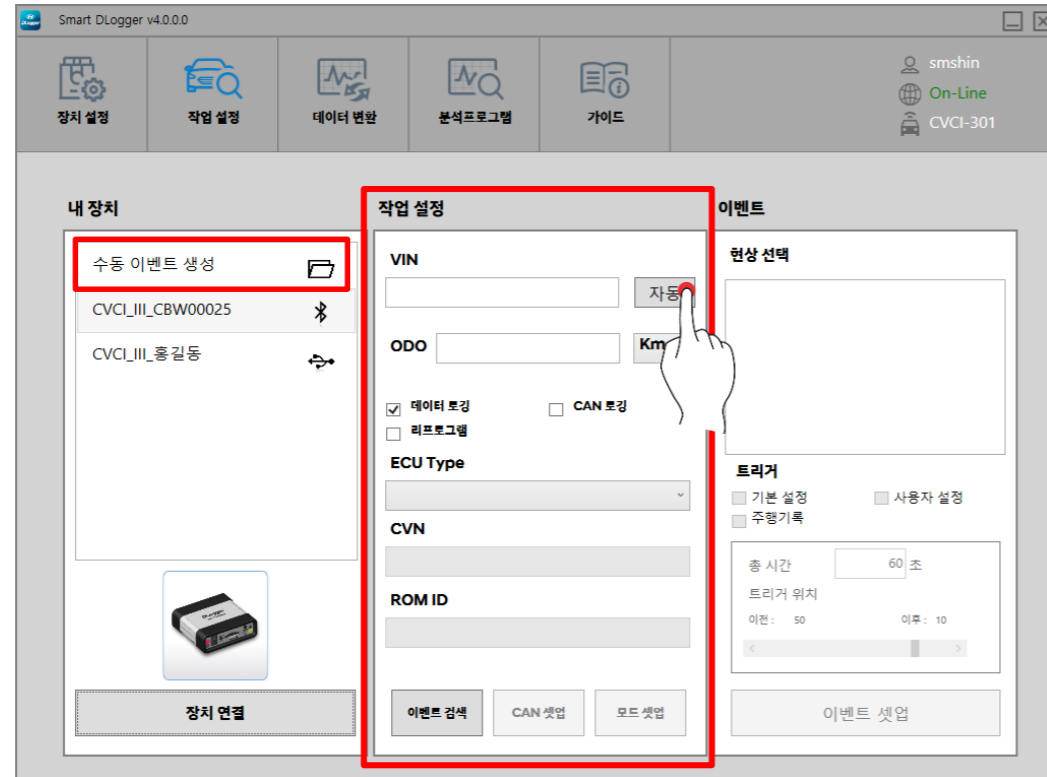 Smart DLogger v4.0.0.0
장치 설정
작업 설정
데이터 변환
분석프로그램
가이드
smshin
On-Line
CVCI-301
내 장치
수동 이벤트 생성
CVCI_III_CBW00025
CVCI_III_홍길동
장치 연결
작업 설정
VIN
자동
ODO
Km
데이터 로깅
CAN 로깅
리프로그램
ECU Type
CVN
ROM ID
이벤트 검색
CAN 셋업
모드 셋업
이벤트
현상 선택
트리거
기본 설정
사용자 설정
주행기록
총 시간
60 초
트리거 위치
이전 : 50
이후 : 10
이벤트 셋업